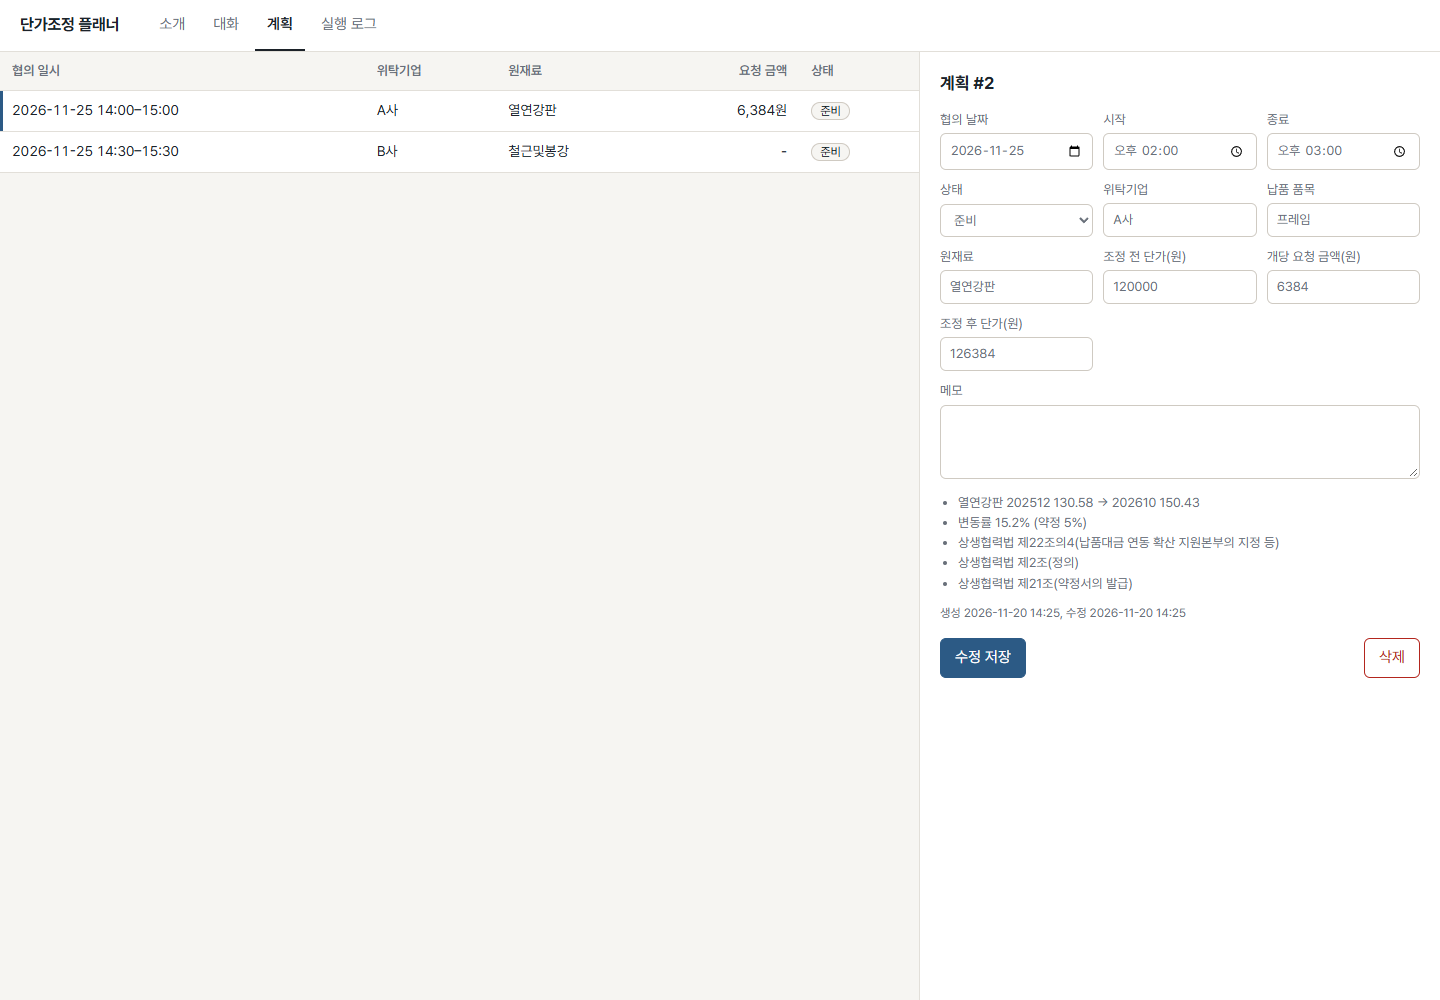 단가조정 플래너 소개 대화 계획 실행 로그
협의 일시 위탁기업 원재료 요청 금액 상태
2026-11-25 14:00–15:00 A사 열연강판 6,384원 준비
2026-11-25 14:30–15:30 B사 철근및봉강 - 준비
계획 #2
협의 날짜 시작 종료
2026-11-25 오후 02:00 오후 03:00
상태 위탁기업 납품 품목
준비 A사 프레임
원재료 조정 전 단가(원) 개당 요청 금액(원)
열연강판 120000 6384
조정 후 단가(원)
126384
메모
• 열연강판 202512 130.58 → 202610 150.43
• 변동률 15.2% (약정 5%)
• 상생협력법 제22조의4(납품대금 연동 확산 지원본부의 지정 등)
• 상생협력법 제2조(정의)
• 상생협력법 제21조(약정서의 발급)
생성 2026-11-20 14:25, 수정 2026-11-20 14:25
수정 저장 삭제